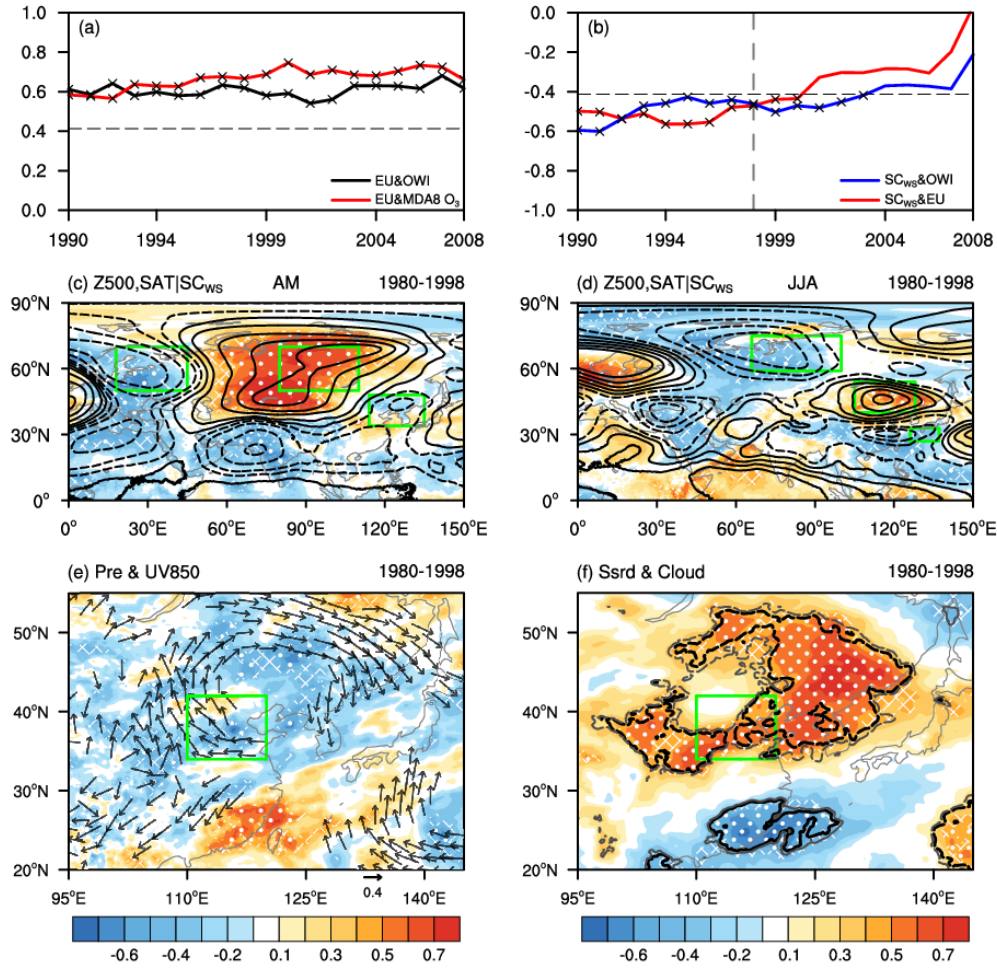 (a)
1.0
0.8
0.6
0.4
0.2
0.0
EU&OWI
EU&MDA8 O₃
1990 1994 1999 2004 2008
(b)
0.0
-0.2
-0.4
-0.6
-0.8
-1.0
SCws&OWI
SCws&EU
1990 1994 1999 2004 2008
(c) Z500,SAT|SCws AM 1980-1998
90°N
60°N
30°N
0°
0° 30°E 60°E 90°E 120°E 150°E
(d) Z500,SAT|SCws JJA 1980-1998
90°N
60°N
30°N
0°
0° 30°E 60°E 90°E 120°E 150°E
(e) Pre & UV850 1980-1998
50°N
40°N
30°N
20°N
95°E 110°E 125°E 140°E
0.4
-0.6 -0.4 -0.2 0.1 0.3 0.5 0.7
(f) Ssrd & Cloud 1980-1998
50°N
40°N
30°N
20°N
95°E 110°E 125°E 140°E
-0.6 -0.4 -0.2 0.1 0.3 0.5 0.7